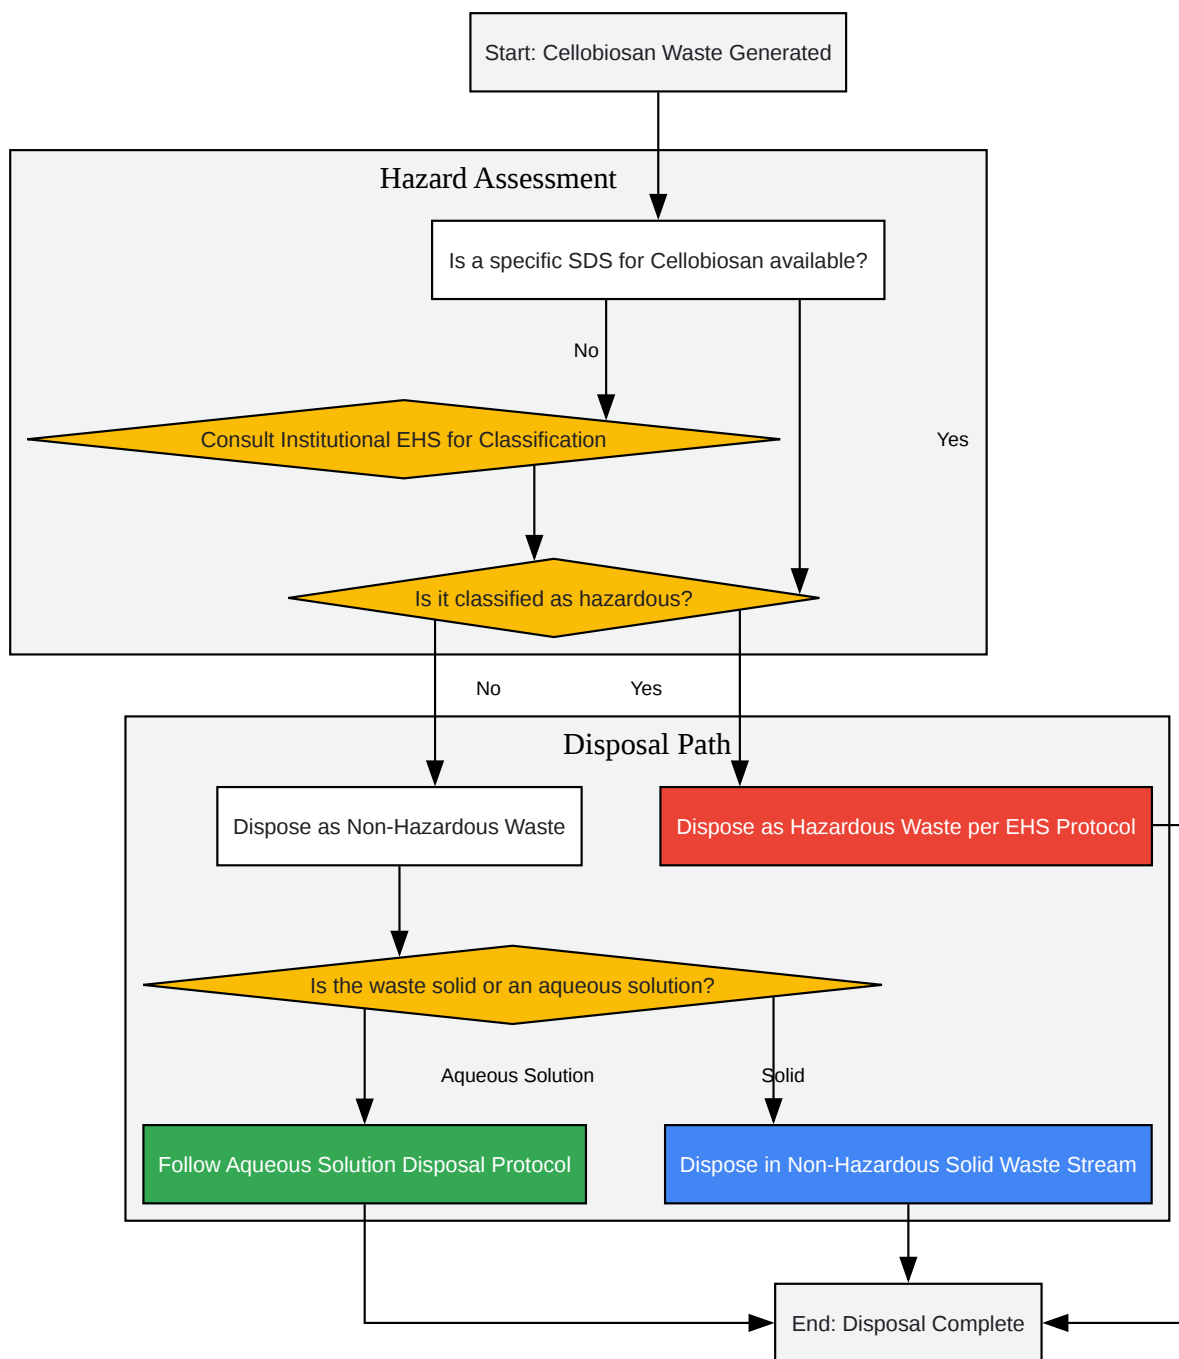 Start: Cellobiosan Waste Generated
Hazard Assessment
Is a specific SDS for Cellobiosan available?
No
Consult Institutional EHS for Classification
Yes
Is it classified as hazardous?
No
Yes
Disposal Path
Dispose as Non-Hazardous Waste
Dispose as Hazardous Waste per EHS Protocol
Is the waste solid or an aqueous solution?
Aqueous Solution
Solid
Follow Aqueous Solution Disposal Protocol
Dispose in Non-Hazardous Solid Waste Stream
End: Disposal Complete